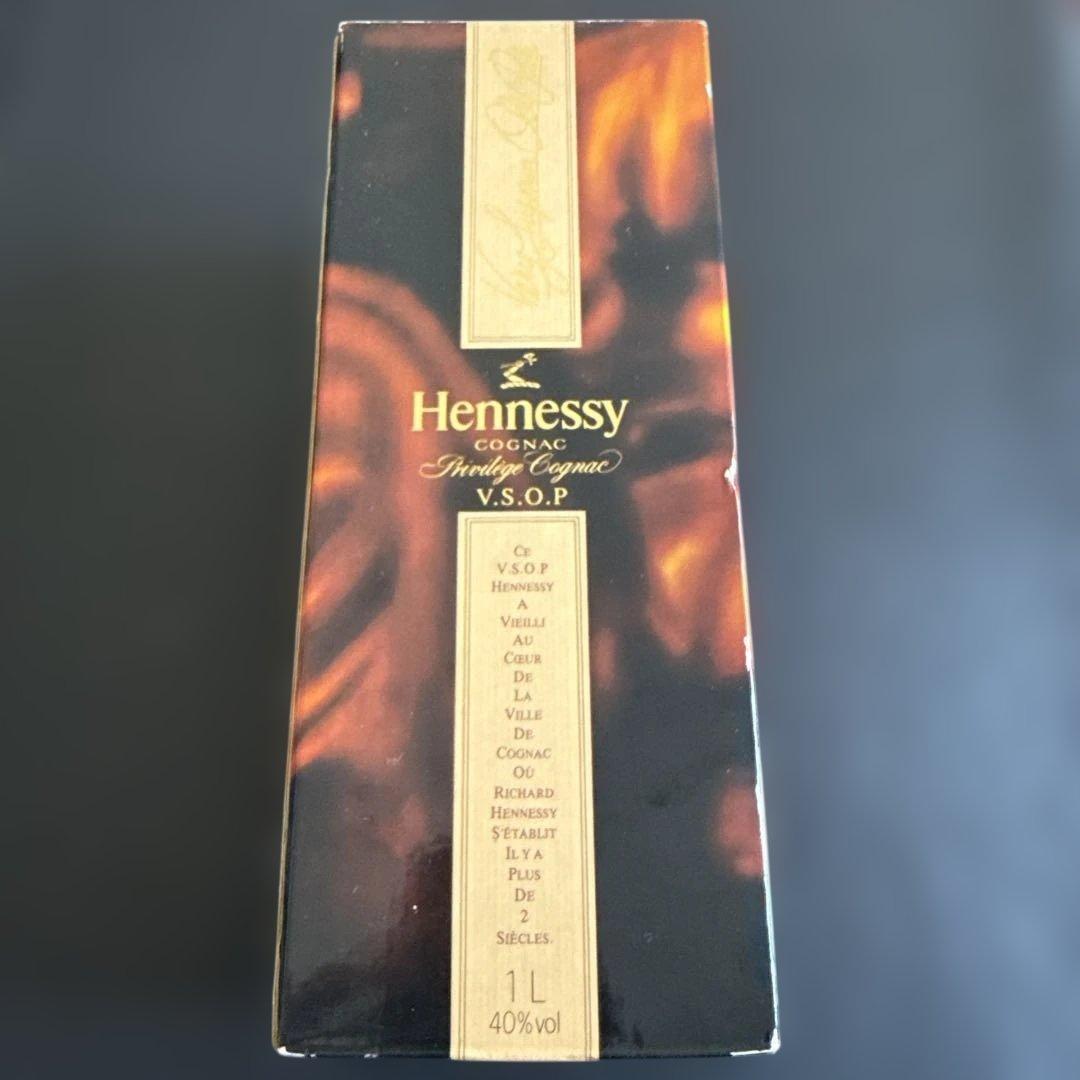 Hennessy
COGNAC
Privilège Cognac
V.S.O.P
CE
V.S.O.P
HENNESSY
A
VIEILLI
AU
CŒUR
DE
LA
VILLE
DE
COGNAC
OÙ
RICHARD
HENNESSY
S'ÉTABLIT
IL Y A
PLUS
DE
2
SIÈCLES.
1 L
40%vol